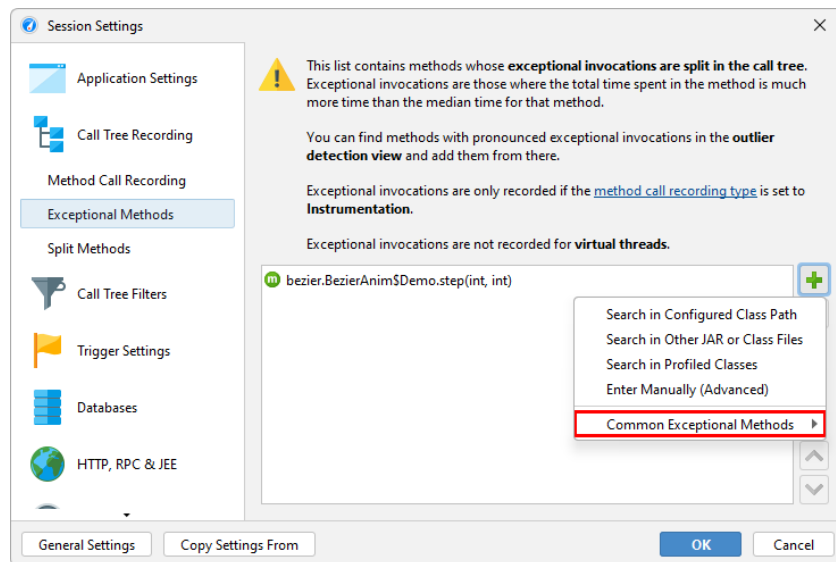 Session Settings
Application Settings
Call Tree Recording
Method Call Recording
Exceptional Methods
Split Methods
Call Tree Filters
Trigger Settings
Databases
HTTP, RPC & JEE
This list contains methods whose exceptional invocations are split in the call tree.
Exceptional invocations are those where the total time spent in the method is much
more time than the median time for that method.
You can find methods with pronounced exceptional invocations in the outlier
detection view and add them from there.
Exceptional invocations are only recorded if the method call recording type is set to
Instrumentation.
Exceptional invocations are not recorded for virtual threads.
m bezier.BezierAnim$Demo.step(int, int)
Search in Configured Class Path
Search in Other JAR or Class Files
Search in Profiled Classes
Enter Manually (Advanced)
Common Exceptional Methods
General Settings
Copy Settings From
OK
Cancel